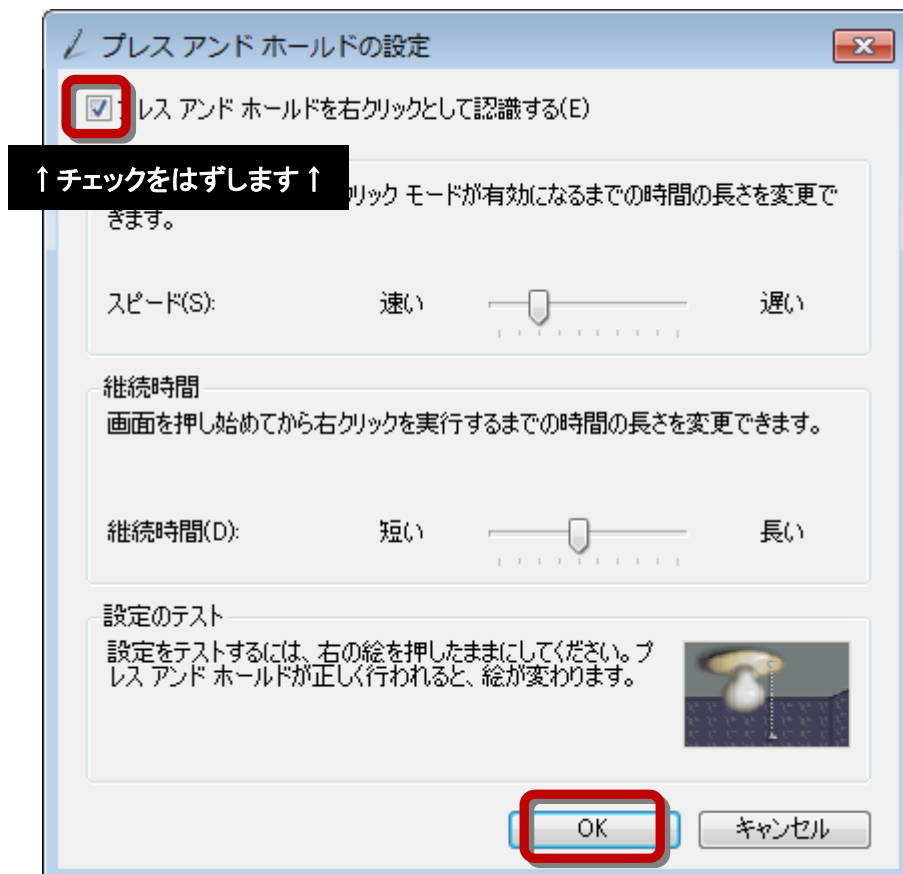 プレス アンド ホールドの設定
レス アンド ホールドを右クリックとして認識する(E)
↑チェックをはずします↑
リック モードが有効になるまでの時間の長さを変更で
きます。
スピード(S): 速い 遅い
継続時間
画面を押し始めてから右クリックを実行するまでの時間の長さを変更できます。
継続時間(D): 短い 長い
設定のテスト
設定をテストするには、右の絵を押したままにしてください。プ
レス アンド ホールドが正しく行われると、絵が変わります。
OK キャンセル